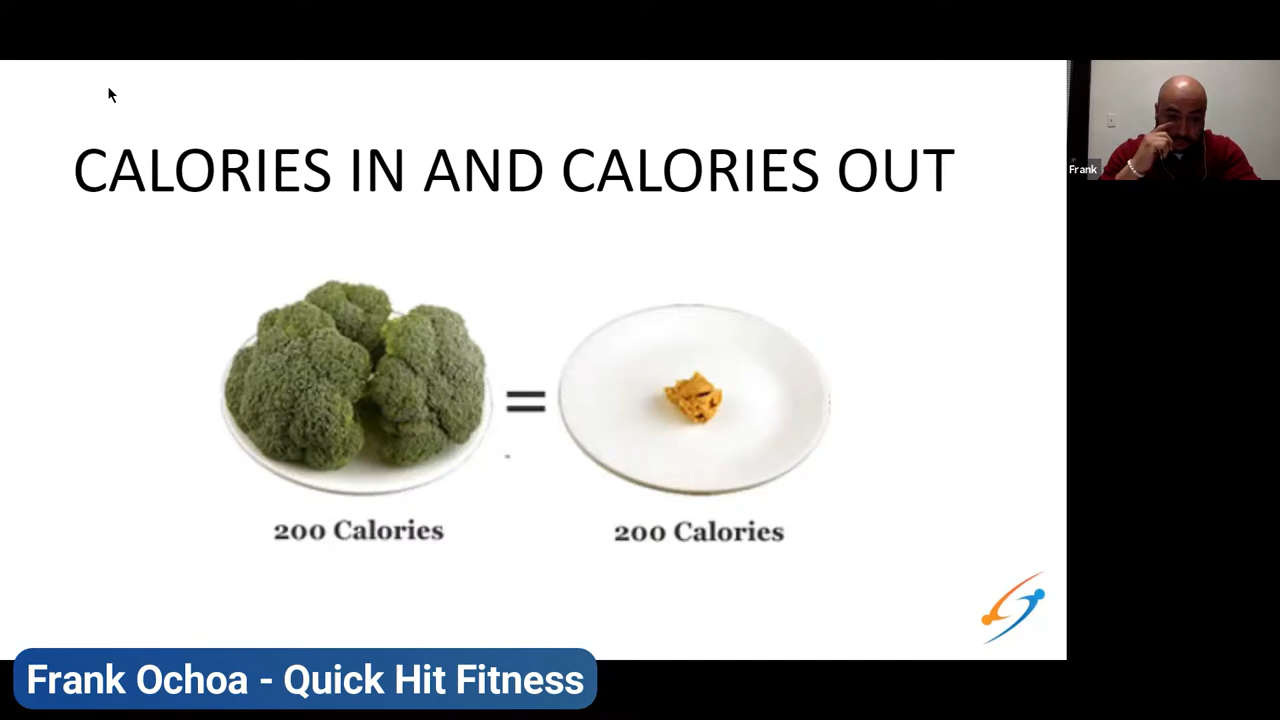 CALORIES IN AND CALORIES OUT
Frank
=
200 Calories
200 Calories
Frank Ochoa - Quick Hit Fitness